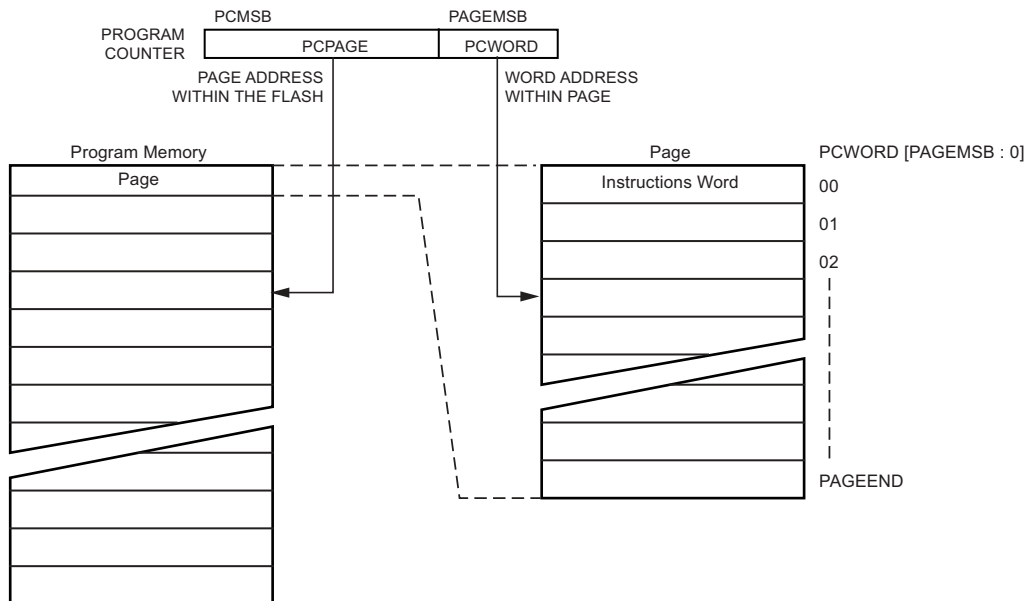 PCMSB PAGEMSB
PROGRAM
COUNTER
PCPAGE PCWORD
PAGE ADDRESS
WITHIN THE FLASH
WORD ADDRESS
WITHIN PAGE
Program Memory
Page
Page
PCWORD [PAGEMSB : 0]
Instructions Word
00
01
02
PAGEEND